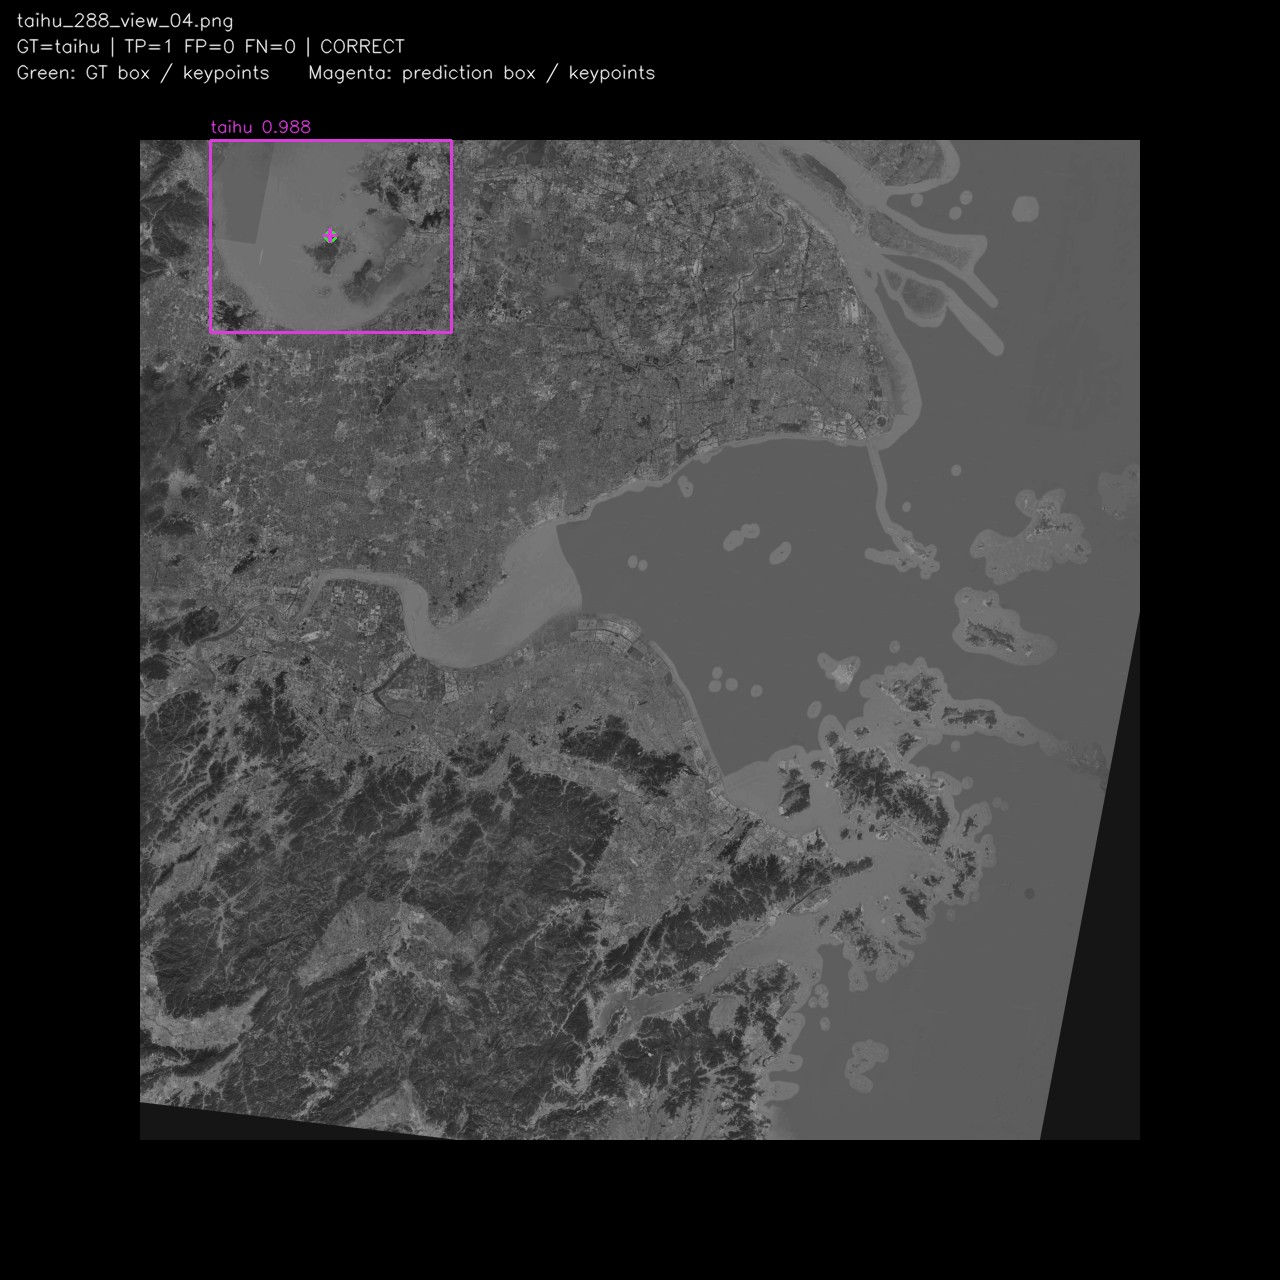 taihu_288_view_04.png
GT=taihu | TP=1 FP=0 FN=0 | CORRECT
Green: GT box / keypoints Magenta: prediction box / keypoints
taihu 0.988